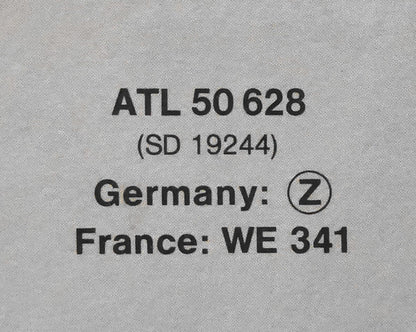 ATL 50 628
(SD 19244)
Germany: Ⓩ
France: WE 341